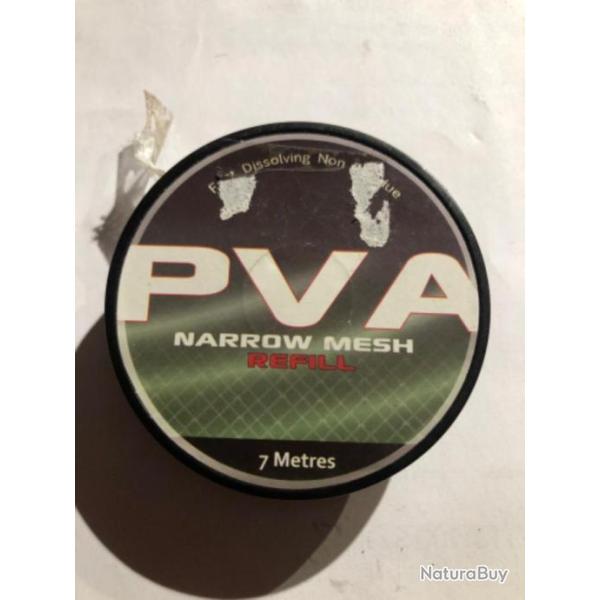 Dissolving Non
PVA
NARROW MESH
REFILL
7 Metres
NaturaBuy